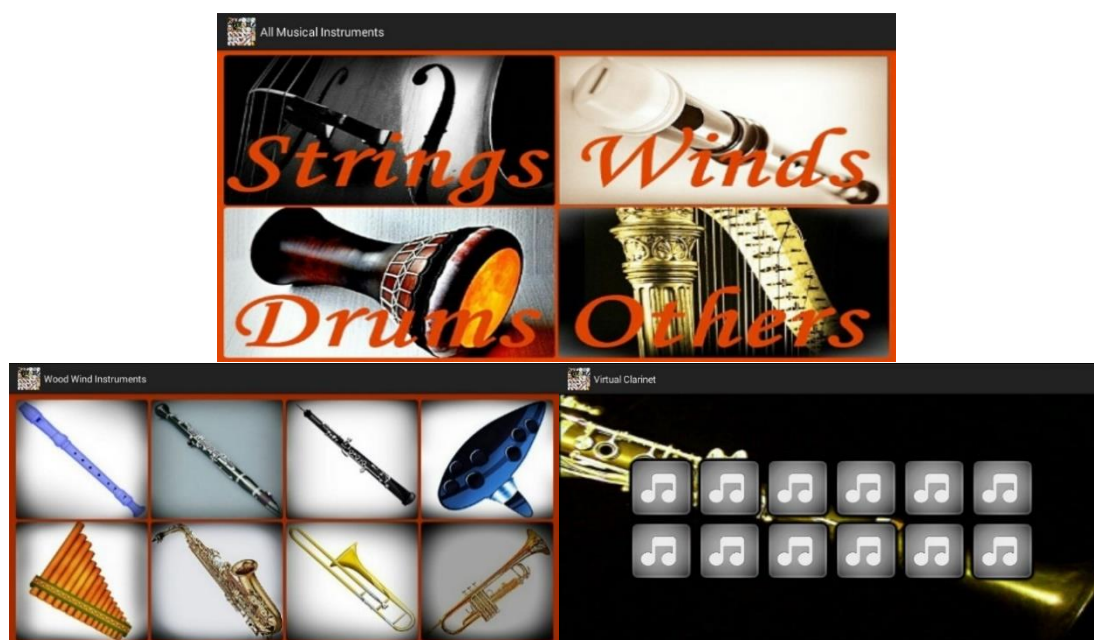 All Musical Instruments
Strings
Winds
Drums
Others
Wood Wind Instruments
Virtual Clarinet